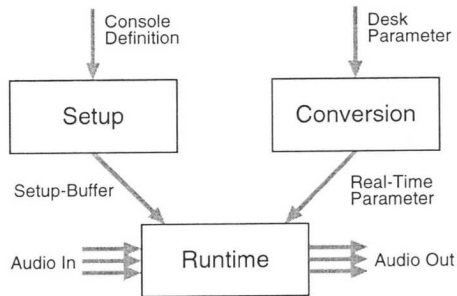 Console
Definition
Desk
Parameter
Setup
Conversion
Setup-Buffer
Real-Time
Parameter
Audio In
Runtime
Audio Out